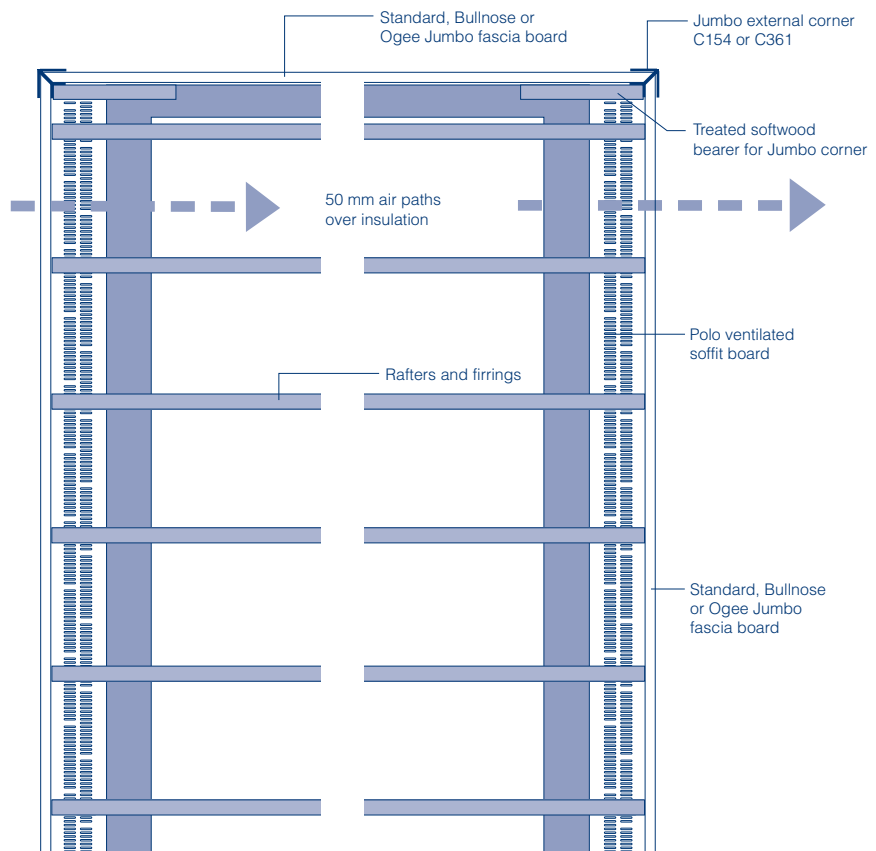 Standard, Bullnose or
Ogee Jumbo fascia board
Jumbo external corner
C154 or C361
Treated softwood
bearer for Jumbo corner
50 mm air paths
over insulation
Polo ventilated
soffit board
Rafters and firrings
Standard, Bullnose
or Ogee Jumbo
fascia board